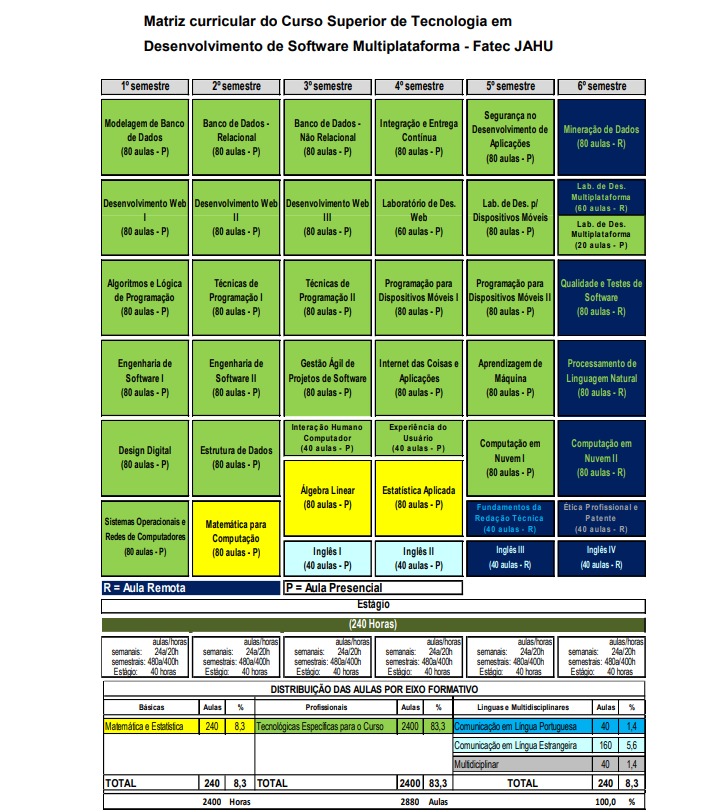 Matriz curricular do Curso Superior de Tecnologia em
Desenvolvimento de Software Multiplataforma - Fatec JAHU
1º semestre 2º semestre 3º semestre 4º semestre 5º semestre 6º semestre
Modelagem de Banco
de Dados
(80 aulas - P)
Banco de Dados -
Relacional
(80 aulas - P)
Banco de Dados -
Não Relacional
(80 aulas - P)
Integração e Entrega
Contínua
(80 aulas - P)
Segurança no
Desenvolvimento de
Aplicações
(80 aulas - P)
Mineração de Dados
(80 aulas - R)
Desenvolvimento Web
I
(80 aulas - P)
Desenvolvimento Web
II
(80 aulas - P)
Desenvolvimento Web
III
(80 aulas - P)
Laboratório de Des.
Web
(60 aulas - P)
Lab. de Des. p/
Dispositivos Móveis
(80 aulas - P)
Lab. de Des.
Multiplataforma
(60 aulas - R)
Lab. de Des.
Multiplataforma
(20 aulas - P)
Algoritmos e Lógica
de Programação
(80 aulas - P)
Técnicas de
Programação I
(80 aulas - P)
Técnicas de
Programação II
(80 aulas - P)
Programação para
Dispositivos Móveis I
(80 aulas - P)
Programação para
Dispositivos Móveis II
(80 aulas - P)
Qualidade e Testes de
Software
(80 aulas - R)
Engenharia de
Software I
(80 aulas - P)
Engenharia de
Software II
(80 aulas - P)
Gestão Ágil de
Projetos de Software
(80 aulas - P)
Internet das Coisas e
Aplicações
(80 aulas - P)
Aprendizagem de
Máquina
(80 aulas - P)
Processamento de
Linguagem Natural
(80 aulas - R)
Design Digital
(80 aulas - P)
Estrutura de Dados
(80 aulas - P)
Interação Humano
Computador
(40 aulas - P)
Experiência do
Usuário
(40 aulas - P)
Computação em
Nuvem I
(80 aulas - P)
Computação em
Nuvem II
(80 aulas - R)
Álgebra Linear
(80 aulas - P)
Estatística Aplicada
(80 aulas - P)
Sistemas Operacionais e
Redes de Computadores
(80 aulas - P)
Matemática para
Computação
(80 aulas - P)
Fundamentos da
Redação Técnica
(40 aulas - R)
Ética Profissional e
Patente
(40 aulas - R)
Inglês I
(40 aulas - P)
Inglês II
(40 aulas - P)
Inglês III
(40 aulas - R)
Inglês IV
(40 aulas - R)
R = Aula Remota P = Aula Presencial
Estágio
(240 Horas)
aulas/horas aulas/horas aulas/horas aulas/horas aulas/horas aulas/horas
semanais: 24a/20h semanais: 24a/20h semanais: 24a/20h semanais: 24a/20h semanais: 24a/20h semanais: 24a/20h
semestrais: 480a/400h semestrais: 480a/400h semestrais: 480a/400h semestrais: 480a/400h semestrais: 480a/400h semestrais: 480a/400h
Estágio: 40 horas Estágio: 40 horas Estágio: 40 horas Estágio: 40 horas Estágio: 40 horas Estágio: 40 horas
DISTRIBUIÇÃO DAS AULAS POR EIXO FORMATIVO
Básicas Aulas % Profissionais Aulas % Linguas e Multidisciplinares Aulas %
Matemática e Estatística 240 8,3 Tecnológicas Específicas para o Curso 2400 83,3 Comunicação em Língua Portuguesa 40 1,4
Comunicação em Língua Estrangeira 160 5,6
Multidiciplinar 40 1,4
TOTAL 240 8,3 TOTAL 2400 83,3 TOTAL 240 8,3
2400 Horas 2880 Aulas 100,0 %